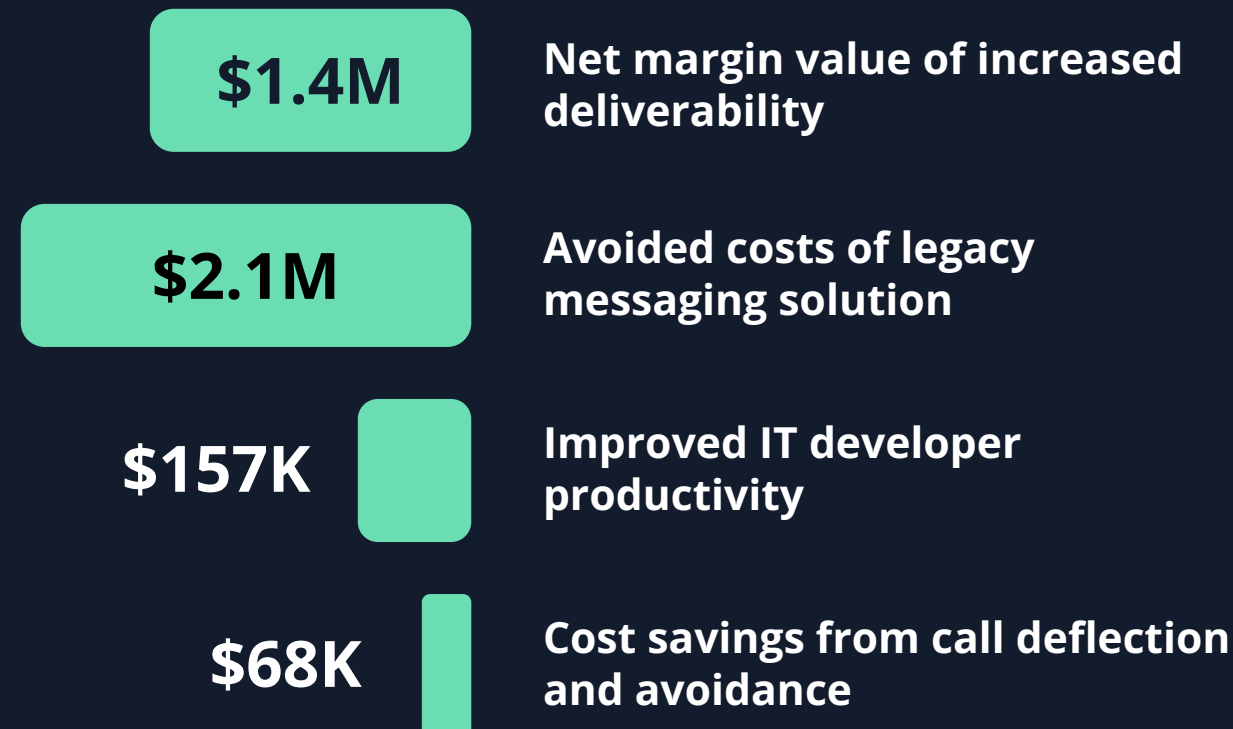 $1.4M
Net margin value of increased
deliverability
$2.1M
Avoided costs of legacy
messaging solution
$157K
Improved IT developer
productivity
$68K
Cost savings from call deflection
and avoidance